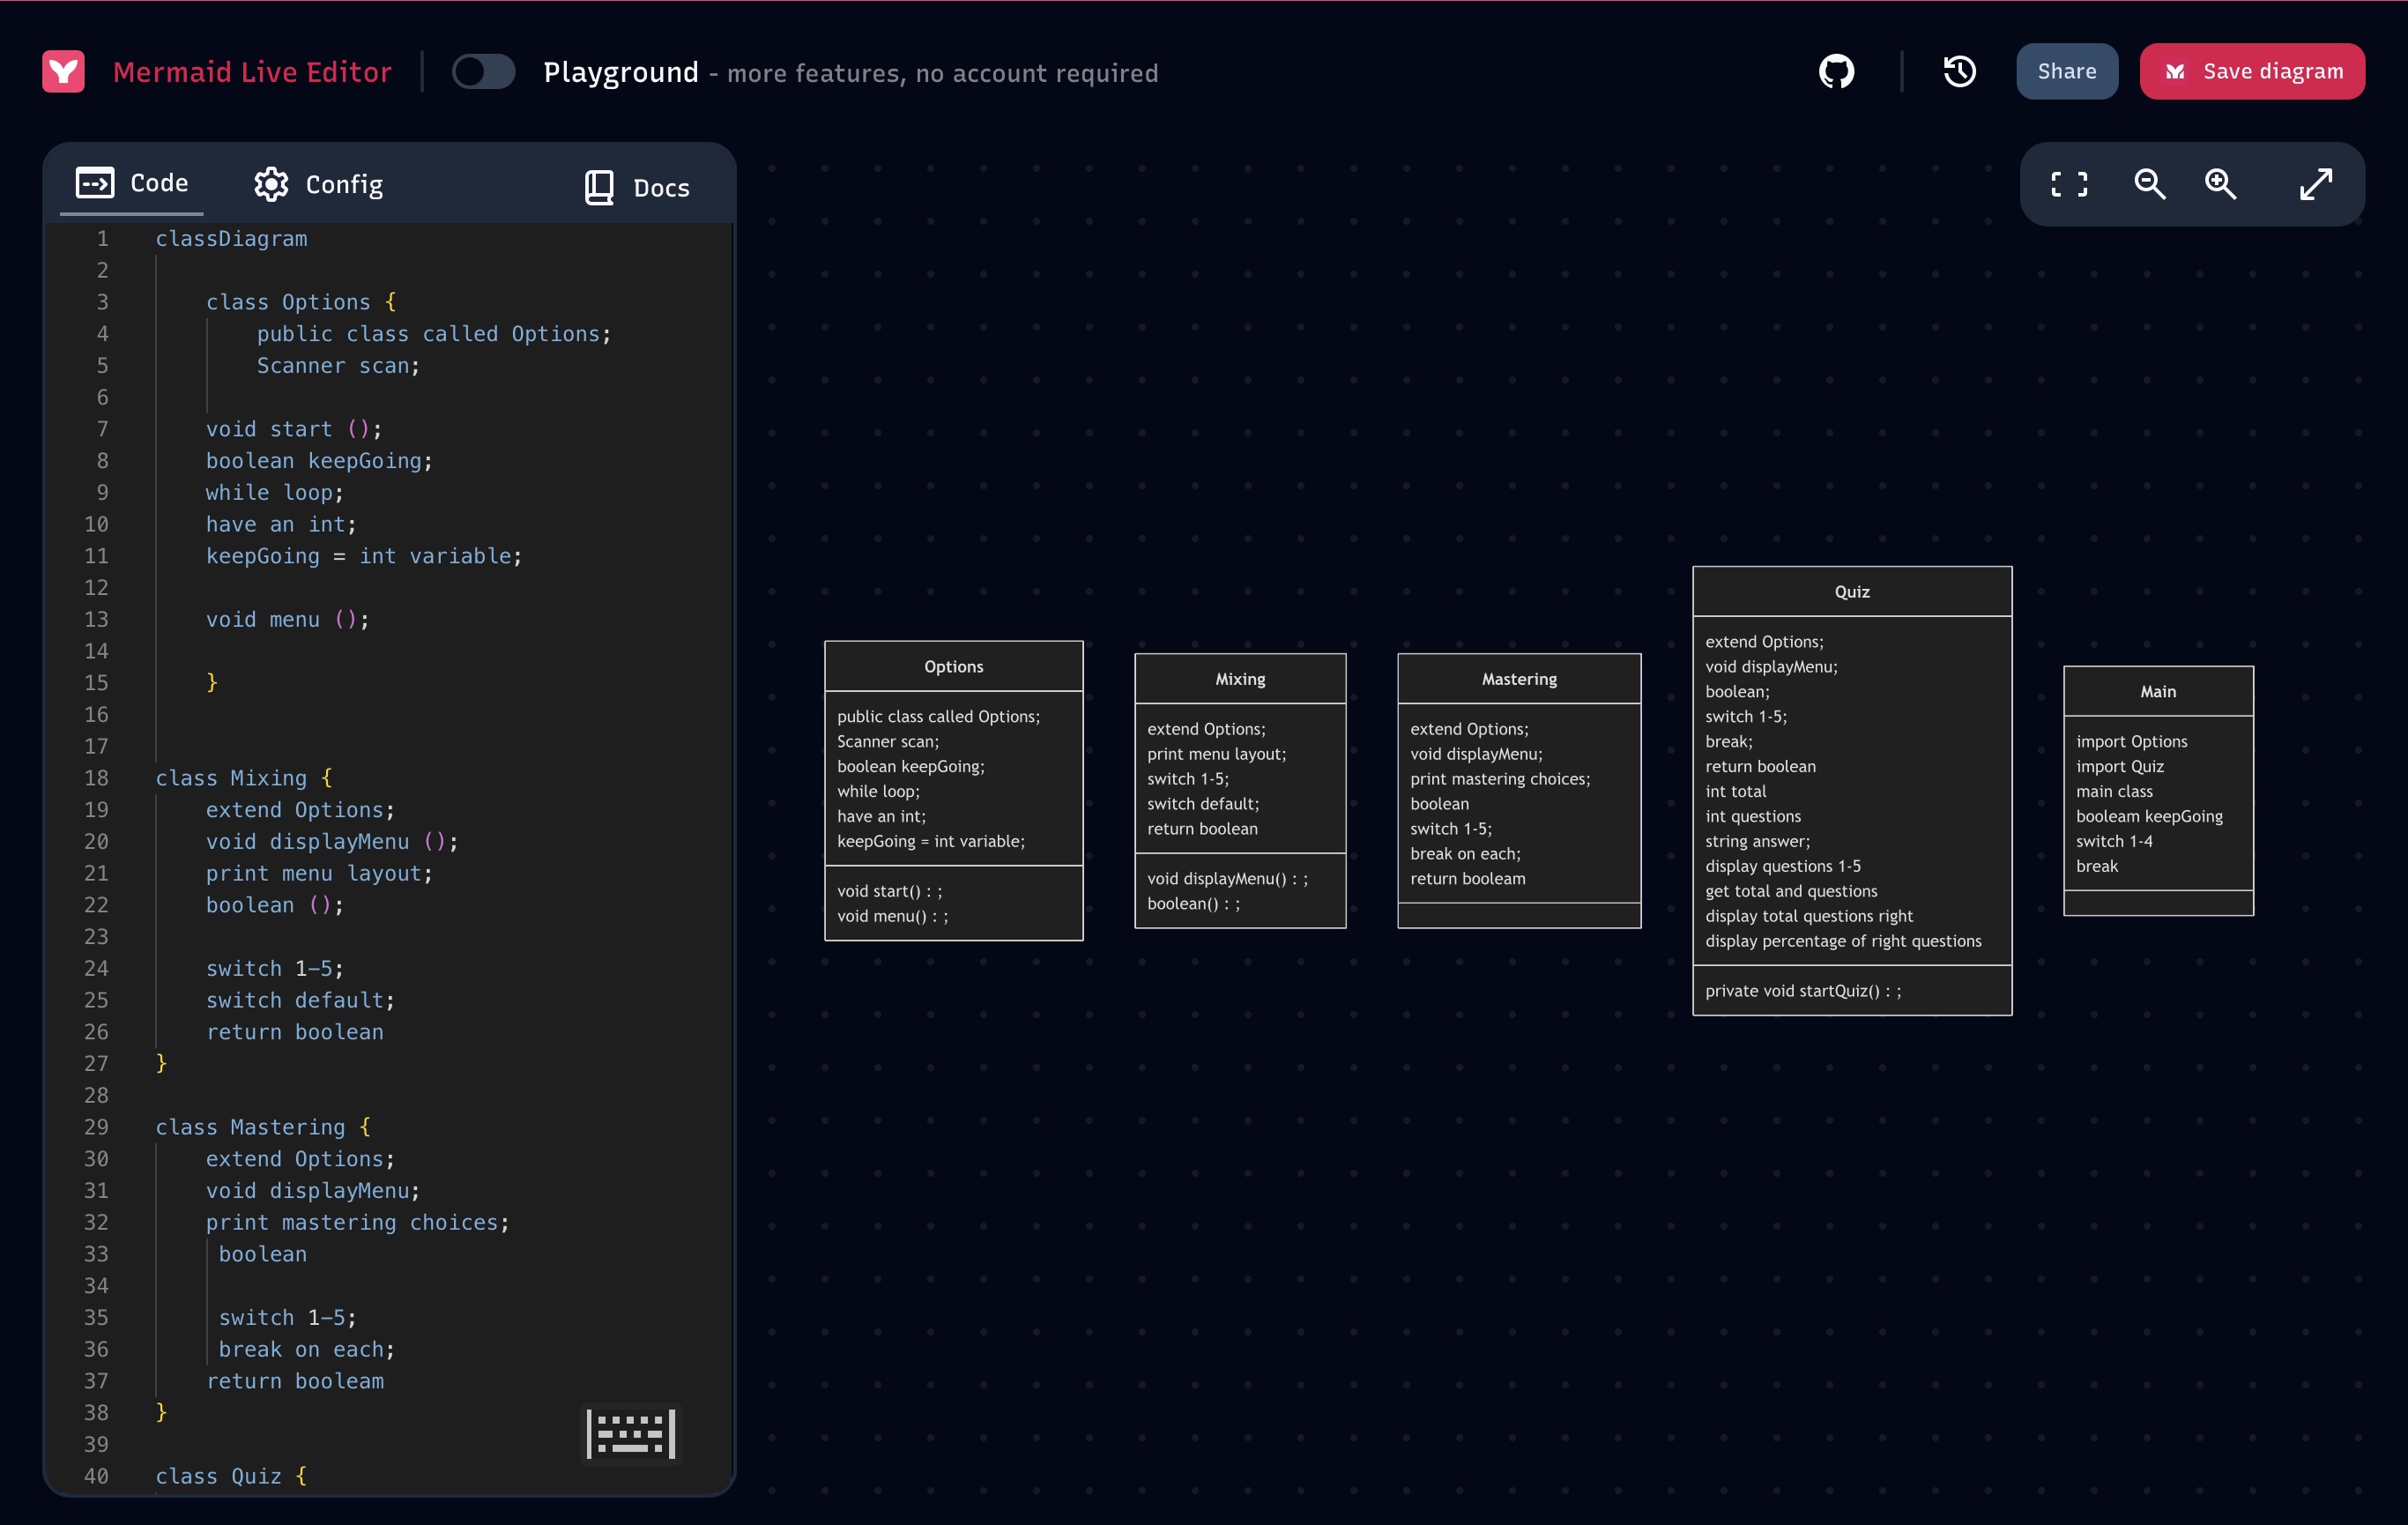 Mermaid Live Editor
Playground - more features, no account required
Share
Save diagram
Code
Config
Docs
1 classDiagram
2
3 class Options {
4 public class called Options;
5 Scanner scan;
6
7 void start ();
8 boolean keepGoing;
9 while loop;
10 have an int;
11 keepGoing = int variable;
12
13 void menu ();
14
15 }
16
17
18 class Mixing {
19 extend Options;
20 void displayMenu ();
21 print menu layout;
22 boolean ();
23
24 switch 1-5;
25 switch default;
26 return boolean
27 }
28
29 class Mastering {
30 extend Options;
31 void displayMenu;
32 print mastering choices;
33 boolean
34
35 switch 1-5;
36 break on each;
37 return booleam
38 }
39
40 class Quiz {
Options
public class called Options;
Scanner scan;
boolean keepGoing;
while loop;
have an int;
keepGoing = int variable;
void start() : ;
void menu() : ;
Mixing
extend Options;
print menu layout;
switch 1-5;
switch default;
return boolean
void displayMenu() : ;
boolean() : ;
Mastering
extend Options;
void displayMenu;
print mastering choices;
boolean
switch 1-5;
break on each;
return booleam
Quiz
extend Options;
void displayMenu;
boolean;
switch 1-5;
break;
return boolean
int total
int questions
string answer;
display questions 1-5
get total and questions
display total questions right
display percentage of right questions
private void startQuiz() : ;
Main
import Options
import Quiz
main class
booleam keepGoing
switch 1-4
break